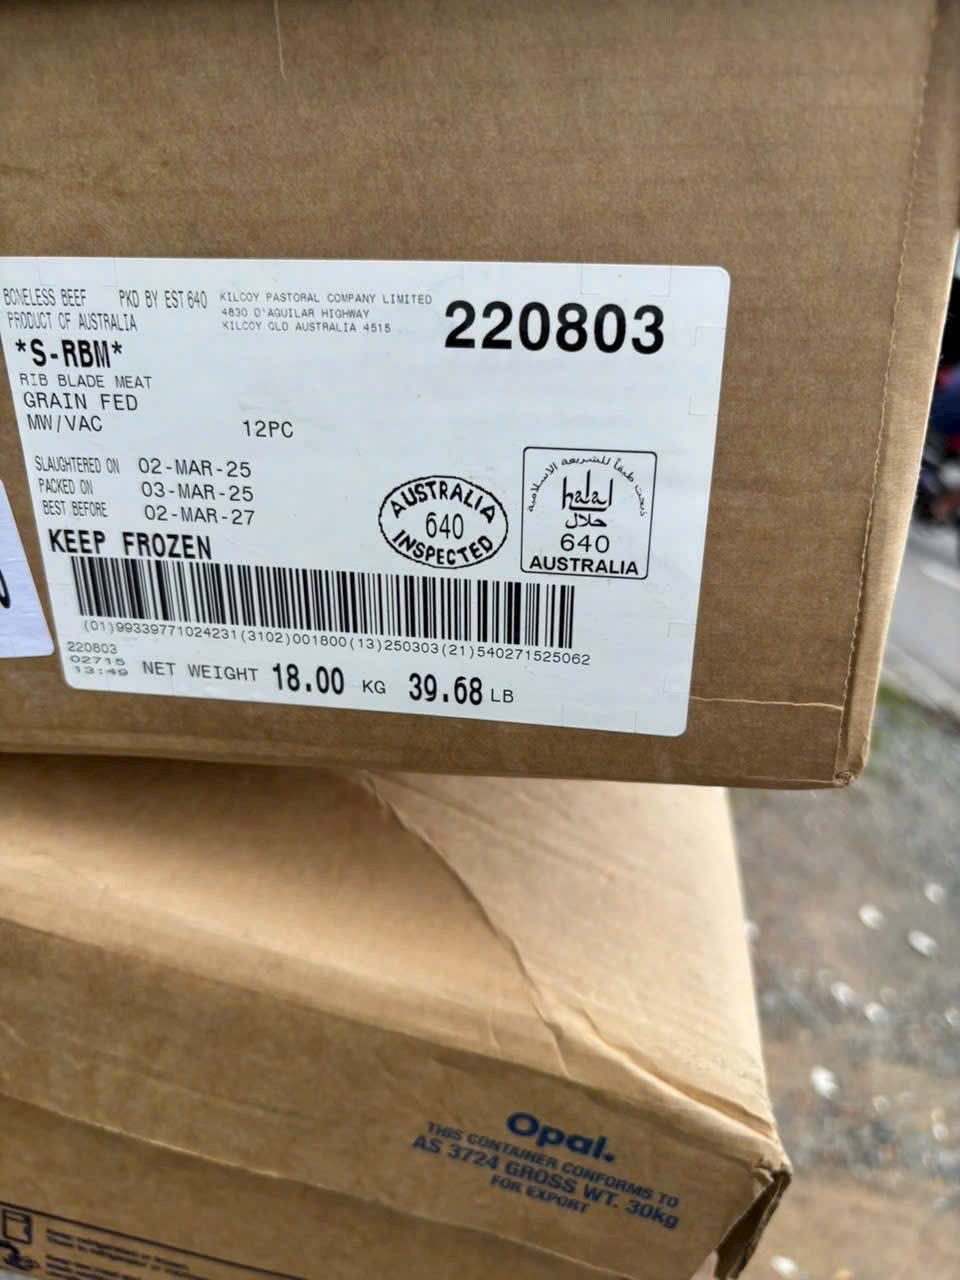 BONELESS BEEF PKD BY EST 640
PRODUCT OF AUSTRALIA
KILCOY PASTORAL COMPANY LIMITED
4830 D'AGUILAR HIGHWAY
KILCOY QLD AUSTRALIA 4515
220803
*S-RBM*
RIB BLADE MEAT
GRAIN FED
MW/VAC 12PC
SLAUGHTERED ON 02-MAR-25
PACKED ON 03-MAR-25
BEST BEFORE 02-MAR-27
KEEP FROZEN
AUSTRALIA
640
INSPECTED
ذبحت طبقاً للشريعة الاسلامية
halal
حلال
640
AUSTRALIA
(01)99339771024231(3102)001800(13)250303(21)540271525062
220803
02715
13:49
NET WEIGHT 18.00 KG 39.68 LB
Opal.
THIS CONTAINER CONFORMS TO
AS 3724 GROSS WT. 30kg
FOR EXPORT